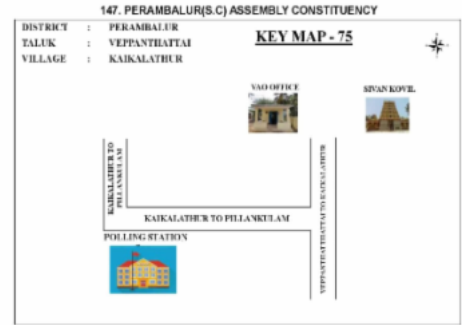 147. PERAMBALUR(S.C) ASSEMBLY CONSTITUENCY
DISTRICT : PERAMBALUR
TALUK : VEPPANTHATTAI
VILLAGE : KAIKALATHUR
KEY MAP - 75
VAO OFFICE
SIVAN KOVIL
KAIKALATHUR TO
PILLANKULAM
VEPPANTHATHATTAI TO KAIKALATHUR
KAIKALATHUR TO PILLANKULAM
POLLING STATION